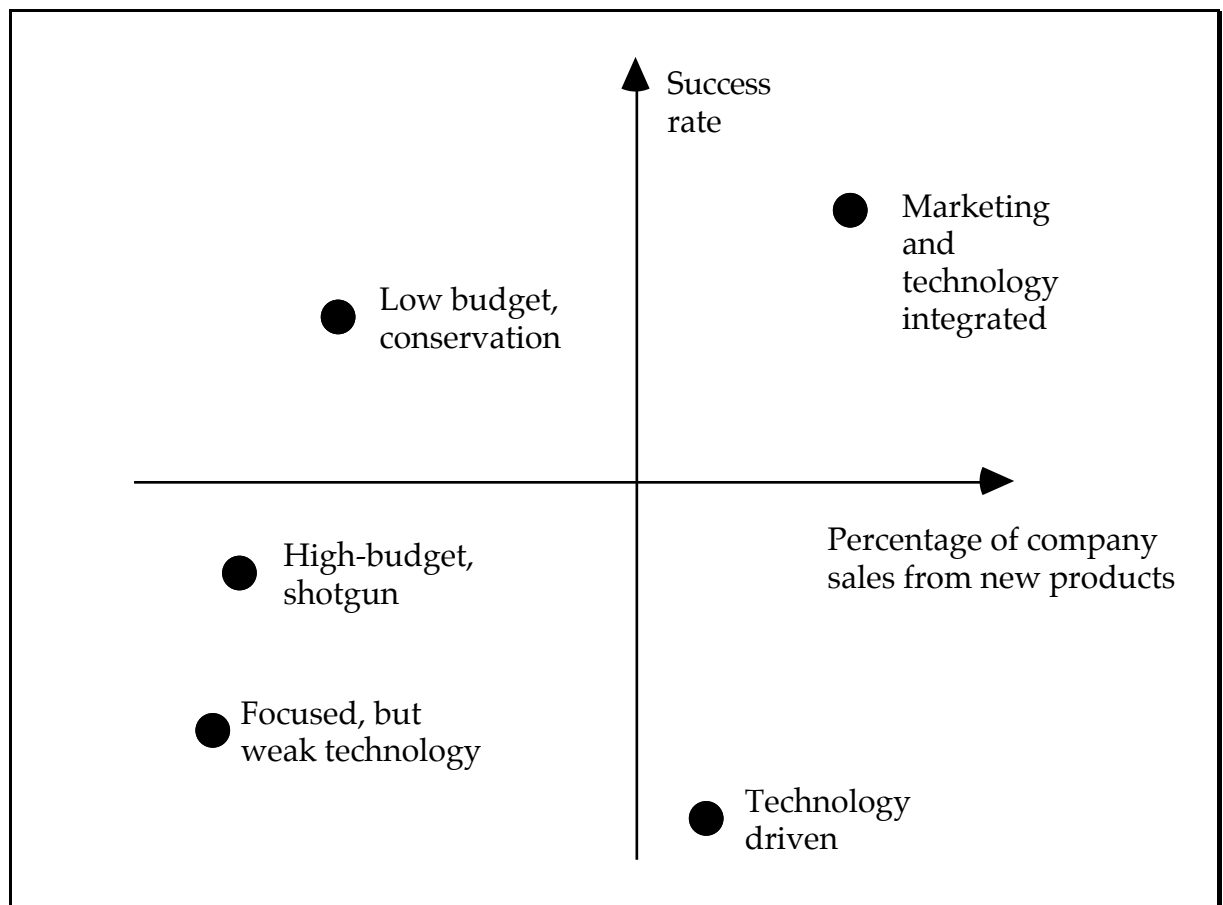 Success
rate
Marketing
and
technology
integrated
Low budget,
conservation
Percentage of company
sales from new products
High-budget,
shotgun
Focused, but
weak technology
Technology
driven